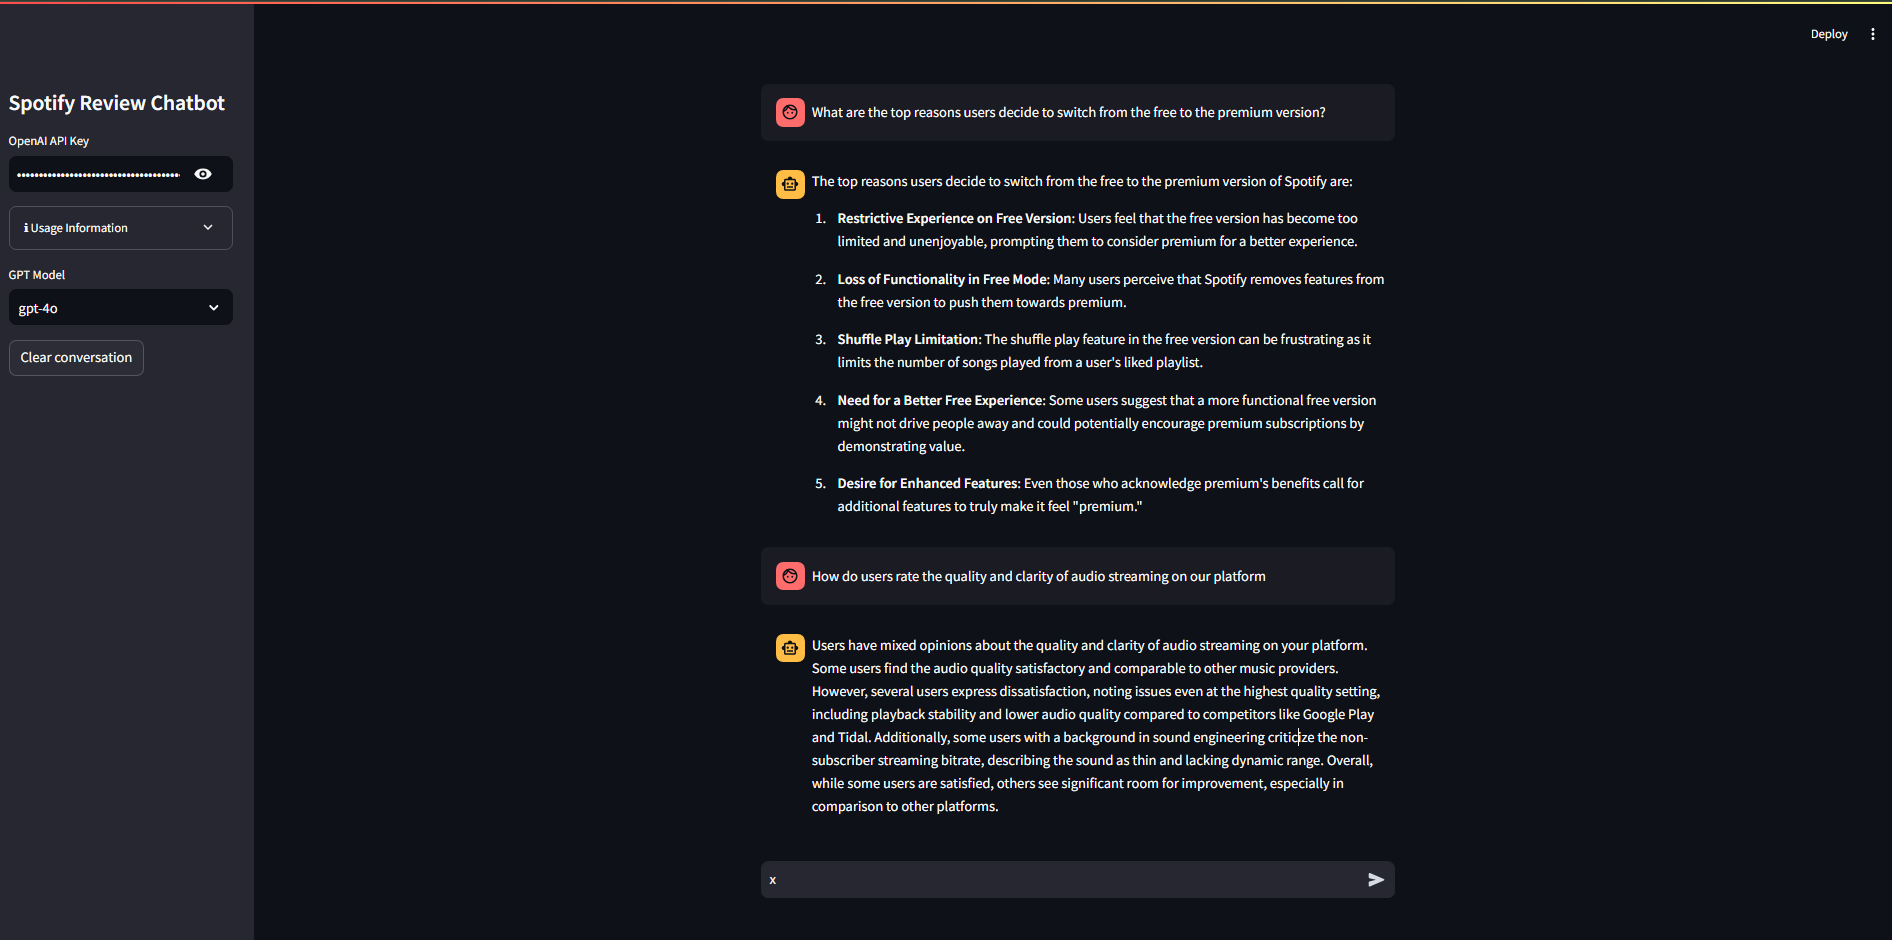 Deploy
Spotify Review Chatbot
OpenAI API Key
Usage Information
GPT Model
gpt-4o
Clear conversation
What are the top reasons users decide to switch from the free to the premium version?
The top reasons users decide to switch from the free to the premium version of Spotify are:
1. Restrictive Experience on Free Version: Users feel that the free version has become too
limited and unenjoyable, prompting them to consider premium for a better experience.
2. Loss of Functionality in Free Mode: Many users perceive that Spotify removes features from
the free version to push them towards premium.
3. Shuffle Play Limitation: The shuffle play feature in the free version can be frustrating as it
limits the number of songs played from a user's liked playlist.
4. Need for a Better Free Experience: Some users suggest that a more functional free version
might not drive people away and could potentially encourage premium subscriptions by
demonstrating value.
5. Desire for Enhanced Features: Even those who acknowledge premium's benefits call for
additional features to truly make it feel "premium."
How do users rate the quality and clarity of audio streaming on our platform
Users have mixed opinions about the quality and clarity of audio streaming on your platform.
Some users find the audio quality satisfactory and comparable to other music providers.
However, several users express dissatisfaction, noting issues even at the highest quality setting,
including playback stability and lower audio quality compared to competitors like Google Play
and Tidal. Additionally, some users with a background in sound engineering criticize the non-
subscriber streaming bitrate, describing the sound as thin and lacking dynamic range. Overall,
while some users are satisfied, others see significant room for improvement, especially in
comparison to other platforms.
x